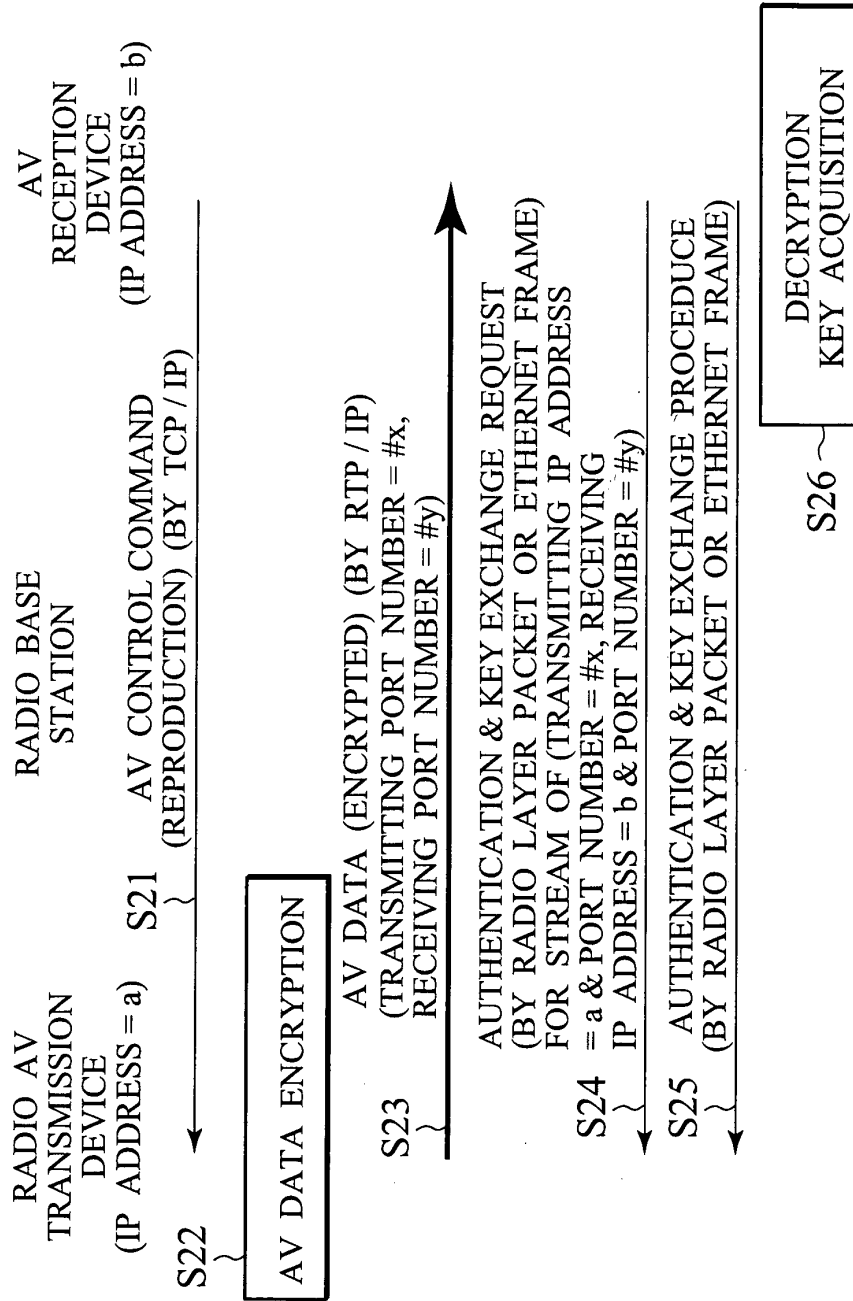 RADIO AV
TRANSMISSION
DEVICE
(IP ADDRESS = a)
RADIO BASE
STATION
AV
RECEPTION
DEVICE
(IP ADDRESS = b)
S21
AV CONTROL COMMAND
(REPRODUCTION) (BY TCP / IP)
S22
AV DATA ENCRYPTION
S23
AV DATA (ENCRYPTED) (BY RTP / IP)
(TRANSMITTING PORT NUMBER = #x,
RECEIVING PORT NUMBER = #y)
S24
AUTHENTICATION & KEY EXCHANGE REQUEST
(BY RADIO LAYER PACKET OR ETHERNET FRAME)
FOR STREAM OF (TRANSMITTING IP ADDRESS
= a & PORT NUMBER = #x, RECEIVING
IP ADDRESS = b & PORT NUMBER = #y)
S25
AUTHENTICATION & KEY EXCHANGE PROCEDUCE
(BY RADIO LAYER PACKET OR ETHERNET FRAME)
S26
DECRYPTION
KEY ACQUISITION